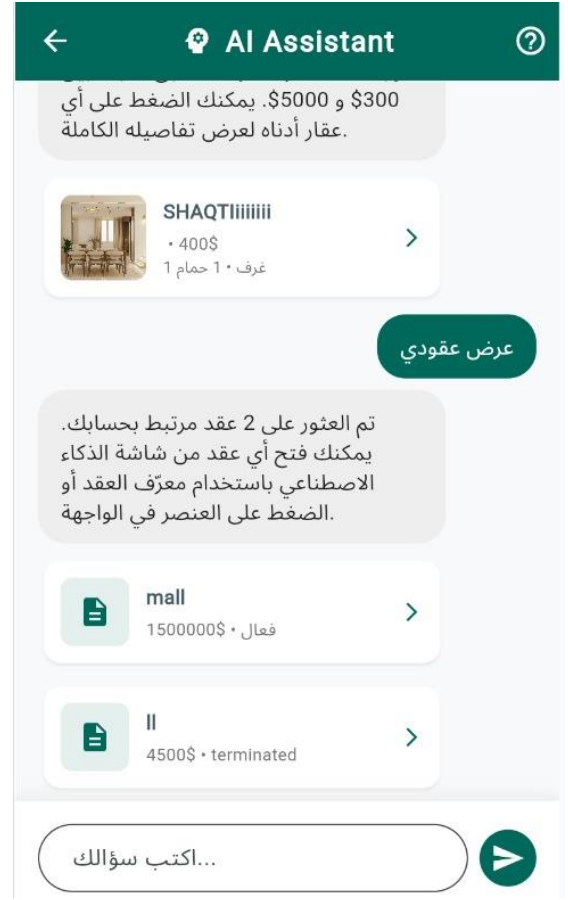 AI Assistant
$300 و 5000$. يمكنك الضغط على أي
عقار أدناه لعرض تفاصيله الكاملة.
SHAQTIiiiiiii
• 400$
غرف • 1 حمام 1
عرض عقودي
تم العثور على 2 عقد مرتبط بحسابك.
يمكنك فتح أي عقد من شاشة الذكاء
الاصطناعي باستخدام معرّف العقد أو
الضغط على العنصر في الواجهة.
mall
فعال • 1500000$
ll
4500$ • terminated
اكتب سؤالك...